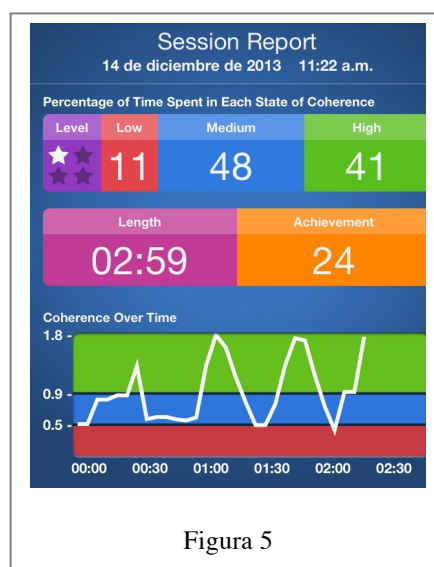 Session Report
14 de diciembre de 2013 11:22 a.m.
Percentage of Time Spent in Each State of Coherence
Level Low Medium High
11 48 41
Length Achievement
02:59 24
Coherence Over Time
1.8
0.9
0.5
00:00 00:30 01:00 01:30 02:00 02:30
Figura 5